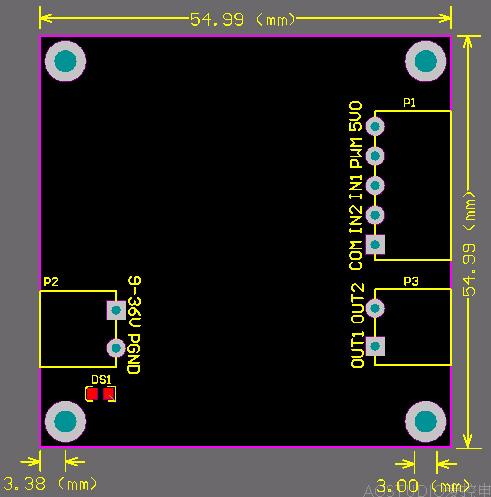 54.99 (mm)
P1
5V0
PWM
IN1
IN2
COM
54.99 (mm)
P2
9-36V
PGND
P3
OUT2
OUT1
DS1
3.38 (mm)
3.00 (mm)